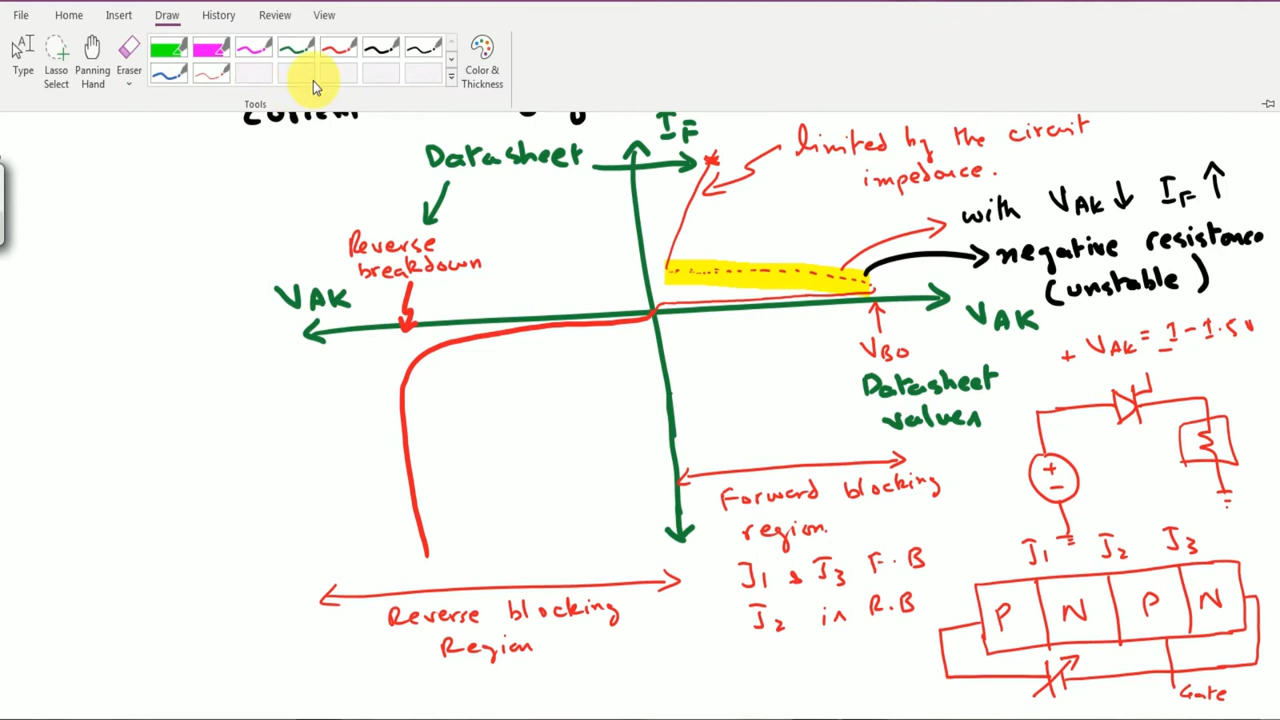 File Home Insert Draw History Review View
Type Lasso Select Panning Hand Eraser Color & Thickness
Tools
IF
Datasheet
limited by the circuit
impedance.
with VAK ↓ IF ↑
negative resistance
(unstable)
Reverse
breakdown
VAK
VAK
VBO
+ VAK = 1 - 1.5V
Datasheet
values
+
-
Forward blocking
region.
J1 & J3 F.B
J2 in R.B
J1 J2 J3
P N P N
Gate
Reverse blocking
Region